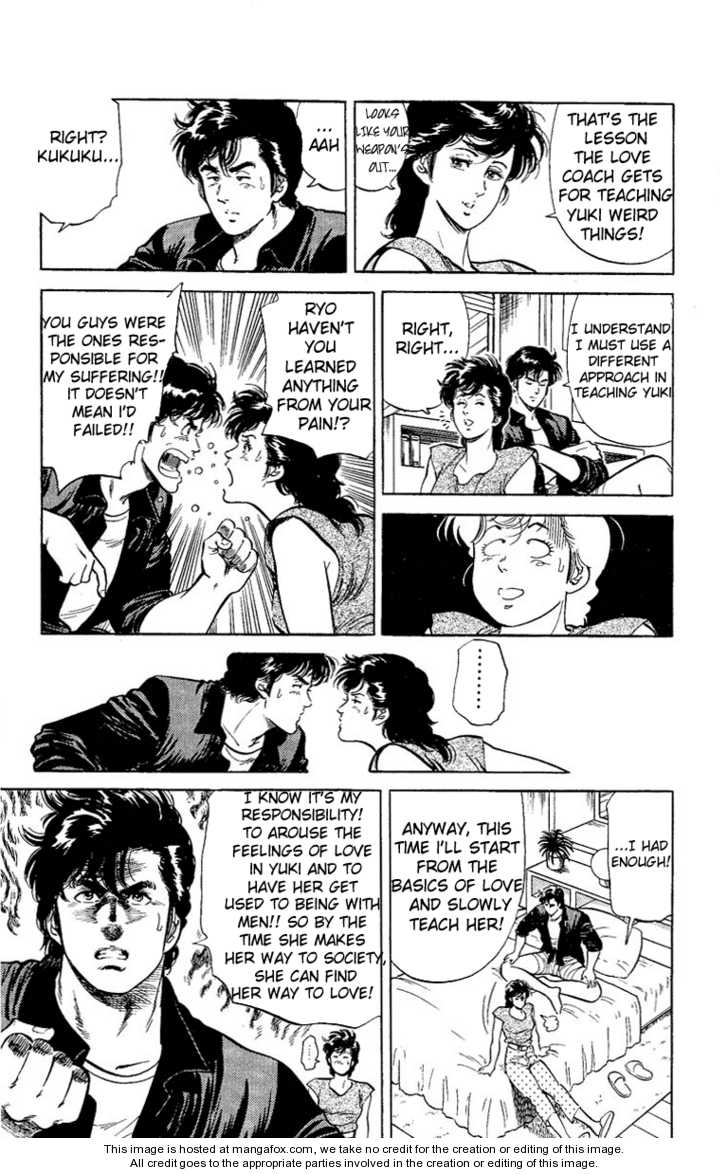 THAT'S THE
LESSON
THE LOVE
COACH GETS
FOR TEACHING
YUKI WEIRD
THINGS!
LOOKS
LIKE YOUR
WEAPON'S
OUT...
...
AAH
RIGHT?
KUKUKU...
I UNDERSTAND
I MUST USE A
DIFFERENT
APPROACH IN
TEACHING YUKI
RIGHT,
RIGHT...
RYO
HAVEN'T
YOU
LEARNED
ANYTHING
FROM YOUR
PAIN!?
YOU GUYS WERE
THE ONES RES-
PONSIBLE FOR
MY SUFFERING!!
IT DOESN'T
MEAN I'D
FAILED!!
......
...I HAD
ENOUGH!
ANYWAY, THIS
TIME I'LL START
FROM THE
BASICS OF LOVE
AND SLOWLY
TEACH HER!
I KNOW IT'S MY
RESPONSIBILITY!
TO AROUSE THE
FEELINGS OF LOVE
IN YUKI AND TO
HAVE HER GET
USED TO BEING WITH
MEN!! SO BY THE
TIME SHE MAKES
HER WAY TO SOCIETY,
SHE CAN FIND
HER WAY TO LOVE!
.....
This image is hosted at mangafox.com, we take no credit for the creation or editing of this image.
All credit goes to the appropriate parties involved in the creation and editing of this image.